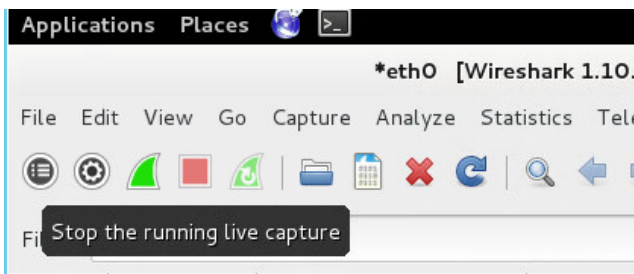 Applications Places
*eth0 [Wireshark 1.10.
File Edit View Go Capture Analyze Statistics Tele
Stop the running live capture